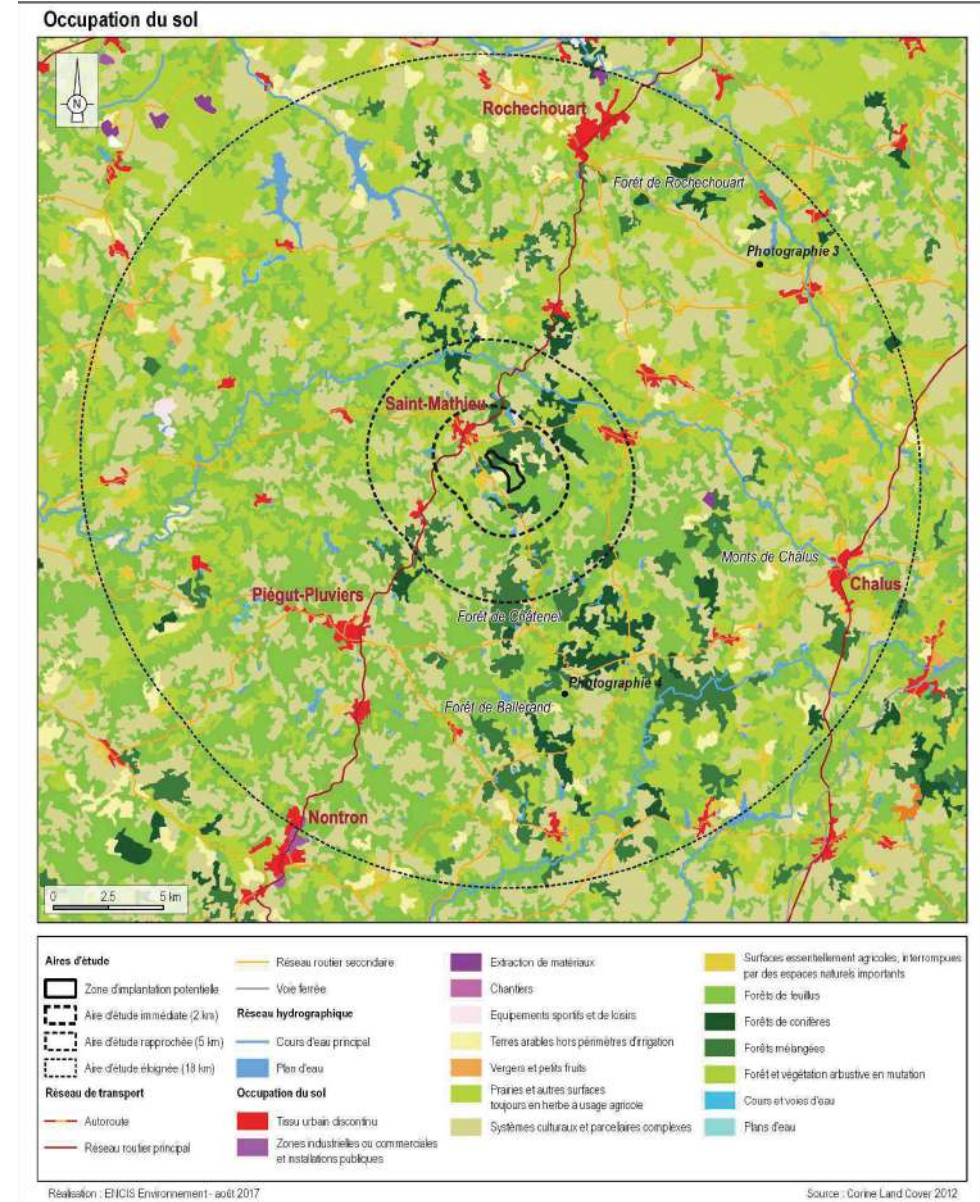 Occupation du sol
N
Rochechouart
Forêt de Rochechouart
Photographie 3
Saint-Mathieu
Monts de Châlus
Chalus
Piégut-Pluviers
Forêt de Châtenet
Photographie 4
Forêt de Ballerand
Nontron
0 2.5 5 km
Aires d'étude
Zone d'implantation potentielle
Aire d'étude immédiate (2 km)
Aire d'étude rapprochée (5 km)
Aire d'étude éloignée (18 km)
Réseau de transport
Autoroute
Réseau routier principal
Réseau routier secondaire
Voie ferrée
Réseau hydrographique
Cours d'eau principal
Plan d'eau
Occupation du sol
Tissu urbain discontinu
Zones industrielles ou commerciales
et installations publiques
Extraction de matériaux
Chantiers
Equipements sportifs et de loisirs
Terres arables hors périmètres d'irrigation
Vergers et petits fruits
Prairies et autres surfaces
toujours en herbe à usage agricole
Systèmes culturaux et parcellaires complexes
Surfaces essentiellement agricoles, interrompues
par des espaces naturels importants
Forêts de feuillus
Forêts de conifères
Forêts mélangées
Forêt et végétation arbustive en mutation
Cours et voies d'eau
Plans d'eau
Réalisation : ENCIS Environnement - août 2017
Source : Corine Land Cover 2012